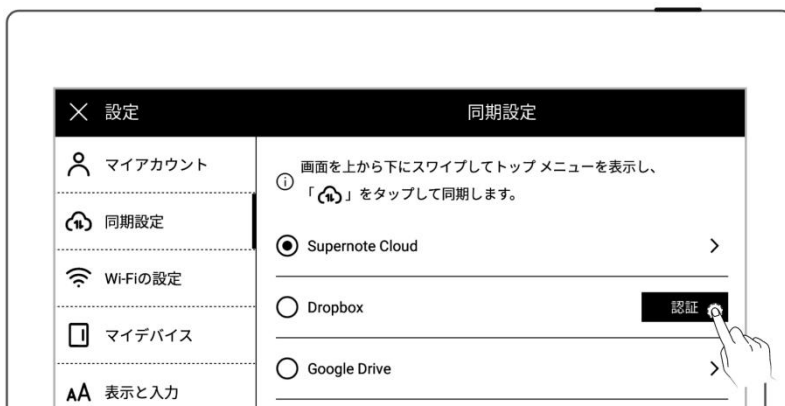 設定
同期設定
マイアカウント
同期設定
Wi-Fiの設定
マイデバイス
AA 表示と入力
画面を上から下にスワイプしてトップ メニューを表示し、
「」をタップして同期します。
Supernote Cloud
Dropbox
認証
Google Drive